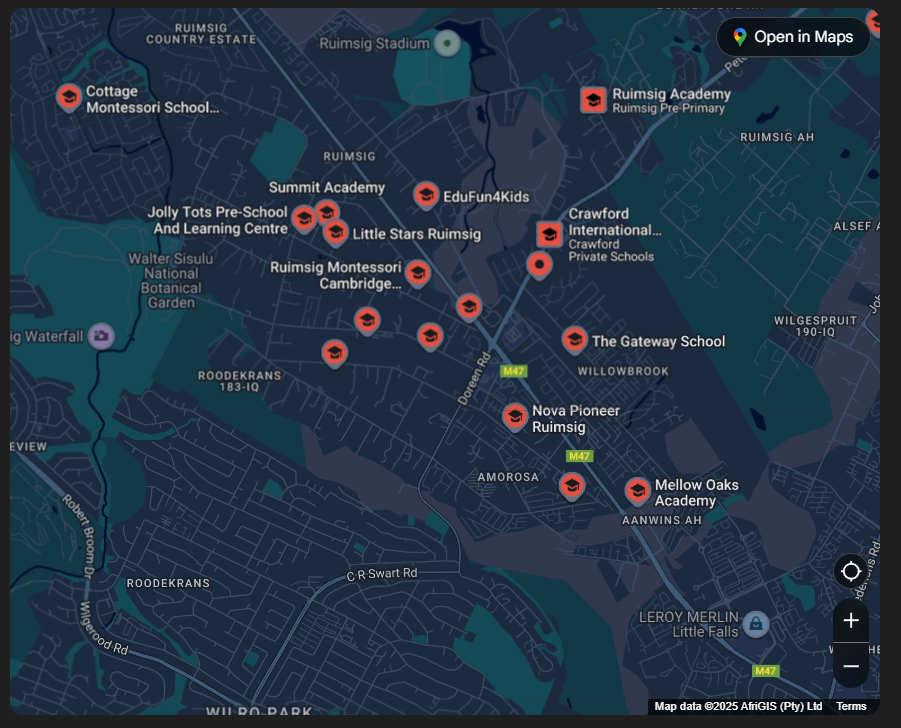 RUIMSIG
COUNTRY ESTATE
Ruimsig Stadium
Open in Maps
Cottage
Montessori School...
Ruimsig Academy
Ruimsig Pre-Primary
RUIMSIG AH
RUIMSIG
Summit Academy
EduFun4Kids
Jolly Tots Pre-School
And Learning Centre
Little Stars Ruimsig
Crawford
International...
Crawford
Private Schools
ALSEF A
Walter Sisulu
National
Botanical
Garden
Ruimsig Montessori
Cambridge...
ig Waterfall
The Gateway School
WILGESPRUIT
190-IQ
ROODEKRANS
183-IQ
Doreen Rd
M47
WILLOWBROOK
Nova Pioneer
Ruimsig
EVIEW
M47
AMOROSA
Mellow Oaks
Academy
AANWINS AH
Robert Broom Dr
ROODEKRANS
C R Swart Rd
Wilgerood Rd
LEROY MERLIN
Little Falls
M47
WILRO PARK
Map data ©2025 AfriGIS (Pty) Ltd
Terms